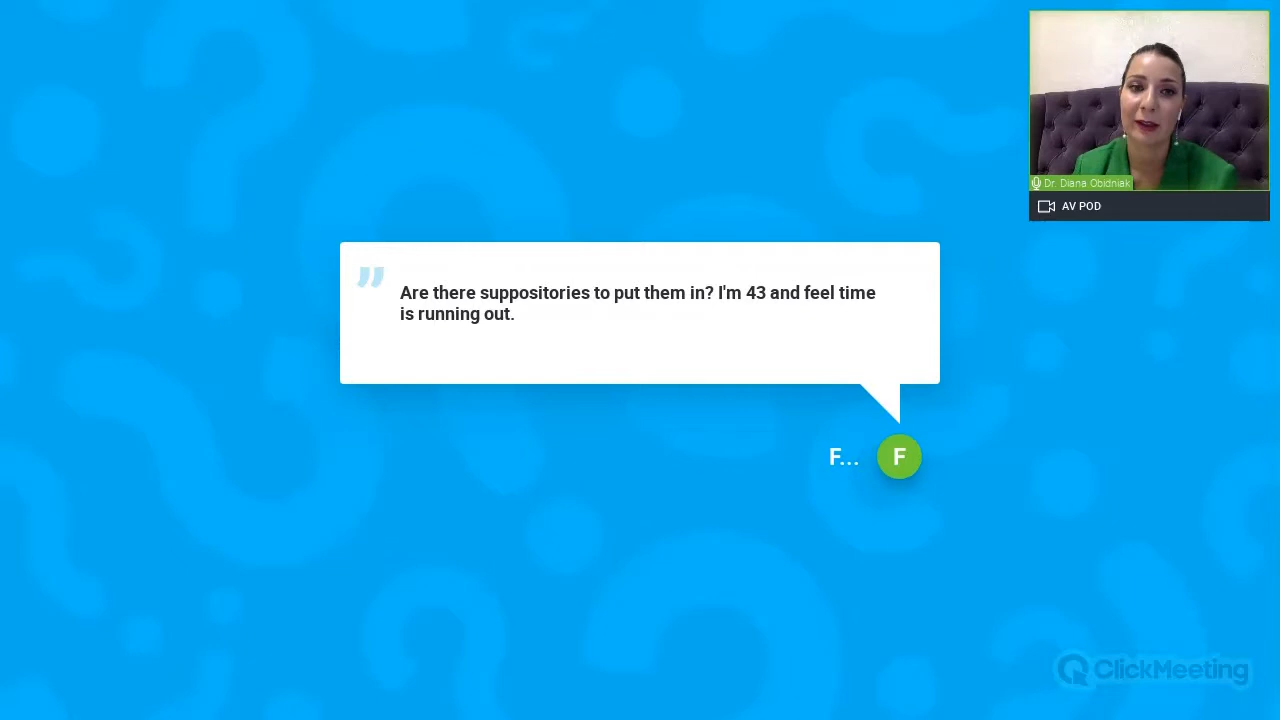 Dr. Diana Obidniak
AV POD
Are there suppositories to put them in? I'm 43 and feel time
is running out.
F... F
ClickMeeting